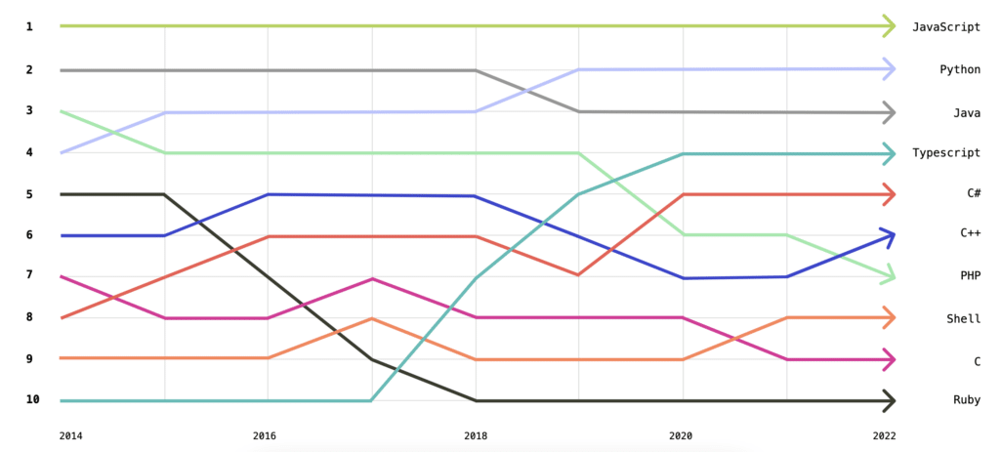 1 JavaScript
2 Python
3 Java
4 Typescript
5 C#
6 C++
7 PHP
8 Shell
9 C
10 Ruby
2014 2016 2018 2020 2022